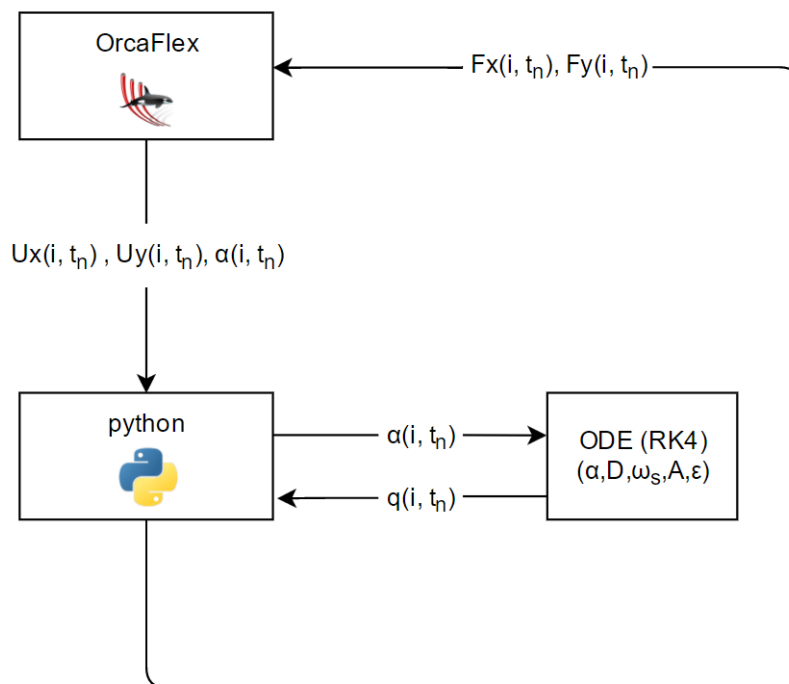 OrcaFlex
Fx(i, tₙ), Fy(i, tₙ)
Ux(i, tₙ) , Uy(i, tₙ), α(i, tₙ)
python
α(i, tₙ)
q(i, tₙ)
ODE (RK4)
(α,D,ωₛ,A,ε)